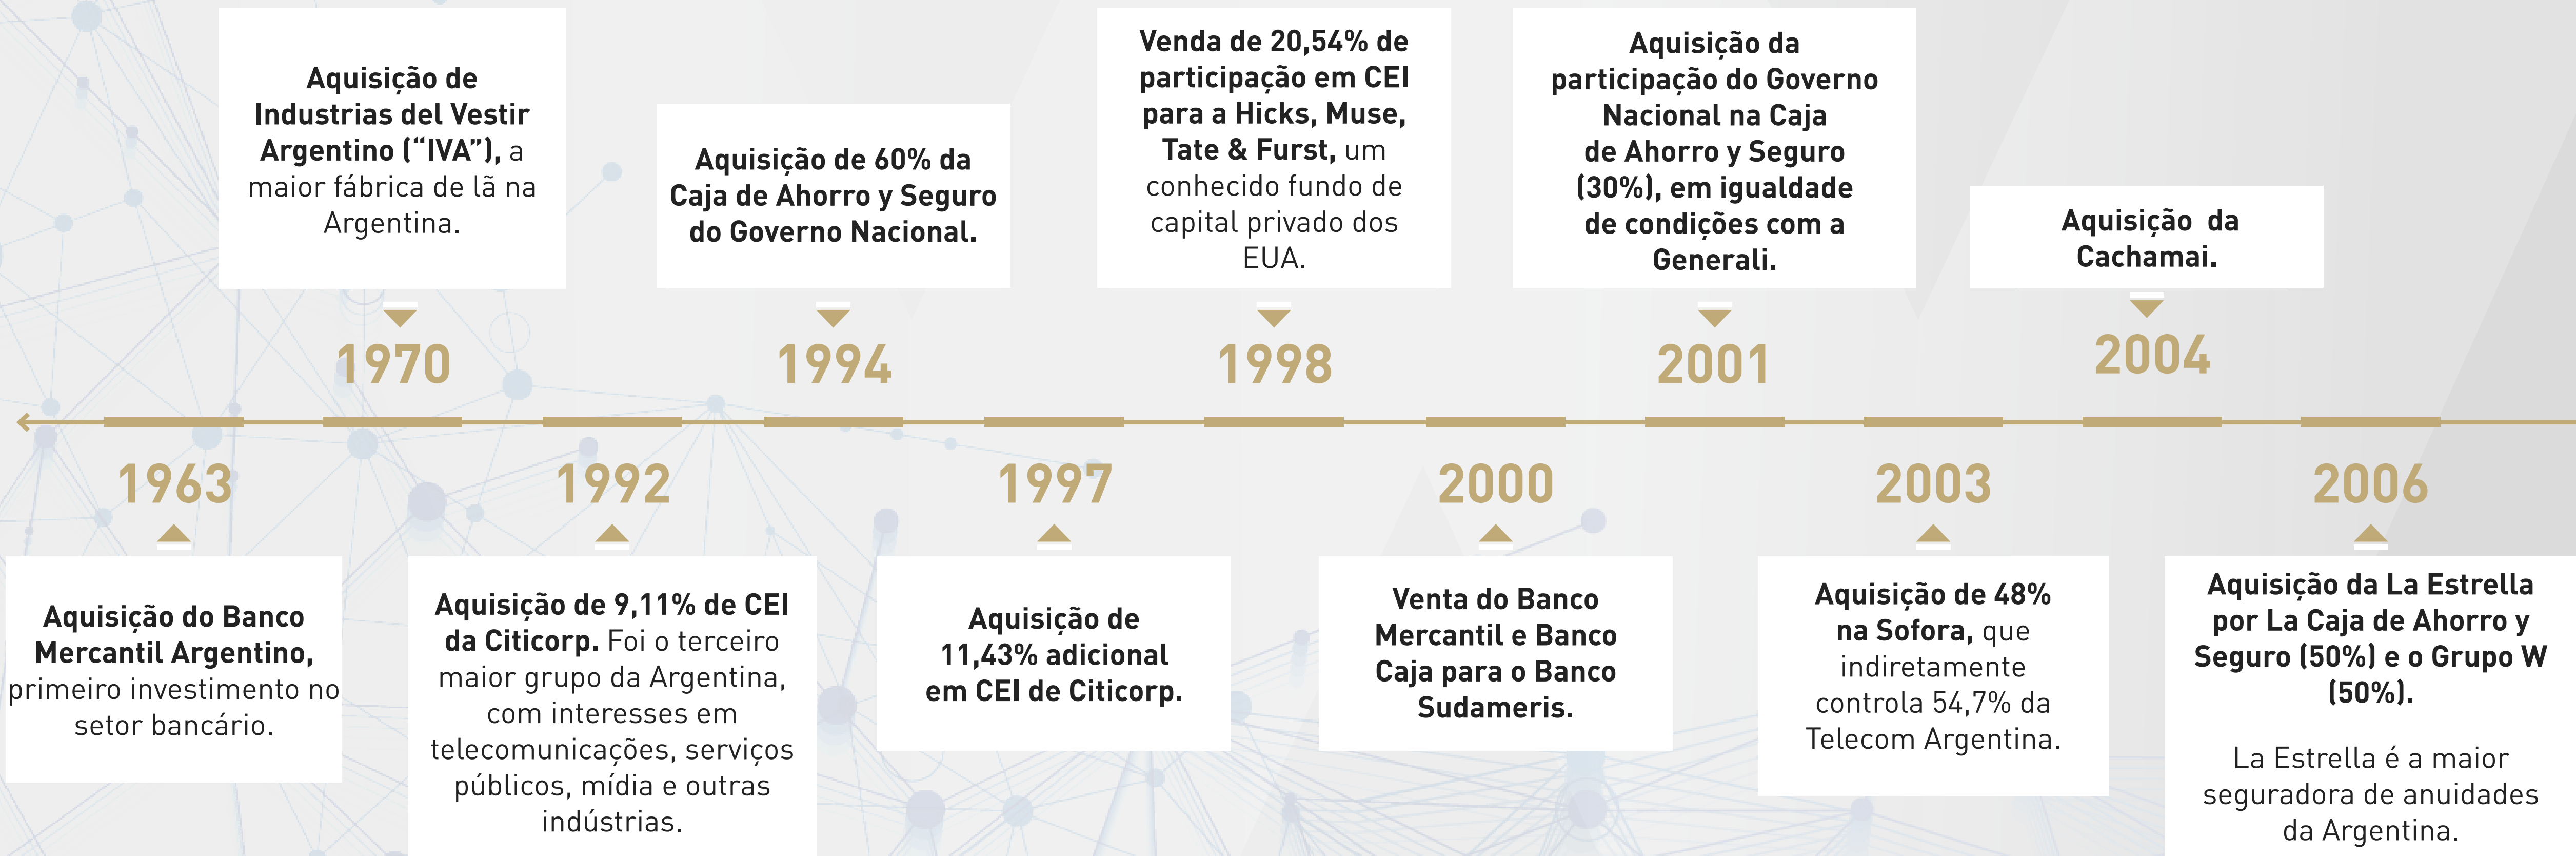 Aquisição de
Industrias del Vestir
Argentino (“IVA”), a
maior fábrica de lã na
Argentina.
1970
Aquisição de 60% da
Caja de Ahorro y Seguro
do Governo Nacional.
1994
Venda de 20,54% de
participação em CEI
para a Hicks, Muse,
Tate & Furst, um
conhecido fundo de
capital privado dos
EUA.
1998
Aquisição da
participação do Governo
Nacional na Caja
de Ahorro y Seguro
(30%), em igualdade
de condições com a
Generali.
2001
Aquisição  da
Cachamai.
2004
1963
Aquisição do Banco
Mercantil Argentino,
primeiro investimento no
setor bancário.
1992
Aquisição de 9,11% de CEI
da Citicorp. Foi o terceiro
maior grupo da Argentina,
com interesses em
telecomunicações, serviços
públicos, mídia e outras
indústrias.
1997
Aquisição de
11,43% adicional
em CEI de Citicorp.
2000
Venta do Banco
Mercantil e Banco
Caja para o Banco
Sudameris.
2003
Aquisição de 48%
na Sofora, que
indiretamente
controla 54,7% da
Telecom Argentina.
2006
Aquisição da La Estrella
por La Caja de Ahorro y
Seguro (50%) e o Grupo W
(50%).
La Estrella é a maior
seguradora de anuidades
da Argentina.